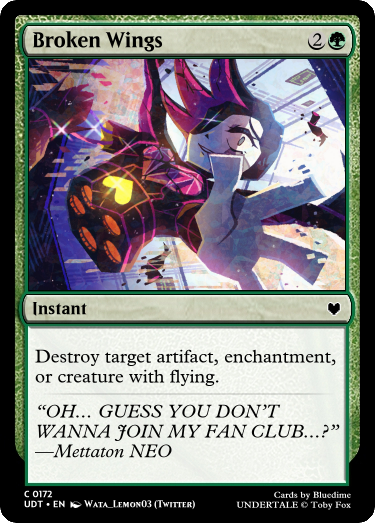 Broken Wings 2
Instant
Destroy target artifact, enchantment,
or creature with flying.
“OH... GUESS YOU DON'T
WANNA JOIN MY FAN CLUB...?”
—Mettaton NEO
C 0172
Cards by Bluedime
UDT • EN Wata_Lemon03 (Twitter)
UNDERTALE © Toby Fox